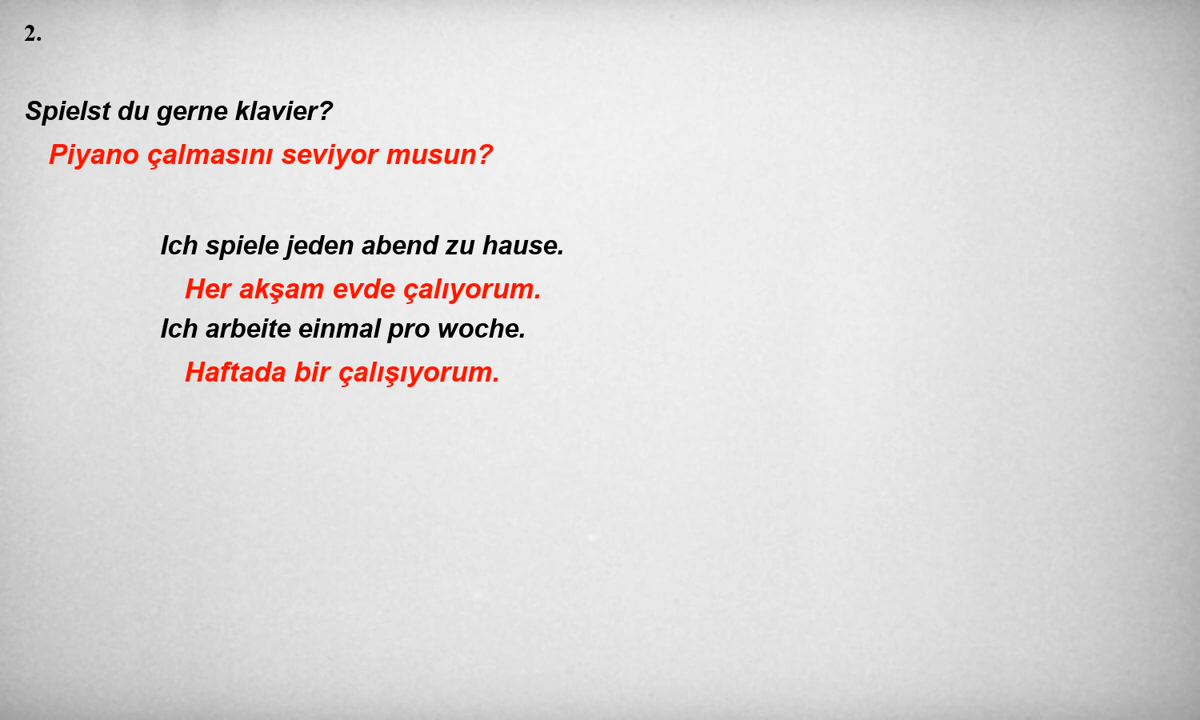 2.
Spielst du gerne klavier?
Piyano çalmasını seviyor musun?
Ich spiele jeden abend zu hause.
Her akşam evde çalıyorum.
Ich arbeite einmal pro woche.
Haftada bir çalışıyorum.